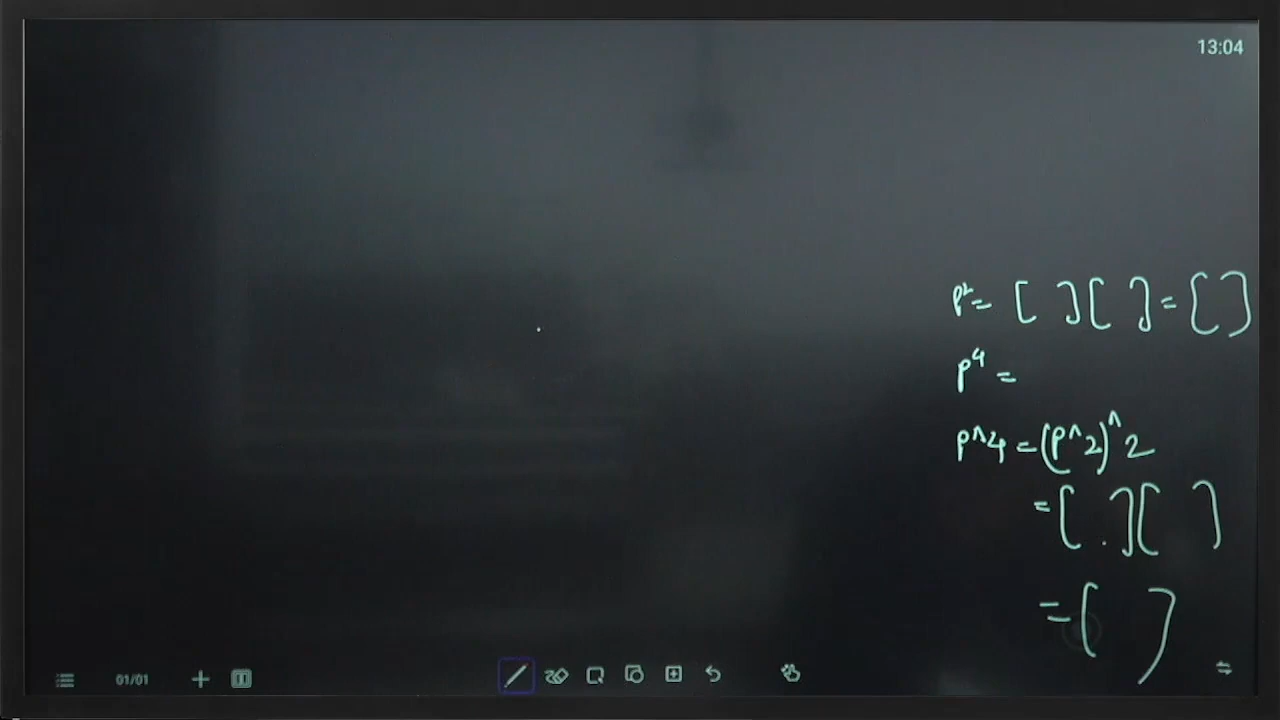 13:04
P² = [ ] [ ] = [ ]
P⁴ =
P^4 = (P^2)^2
= [ . ] [ ]
= [ ]
01/01